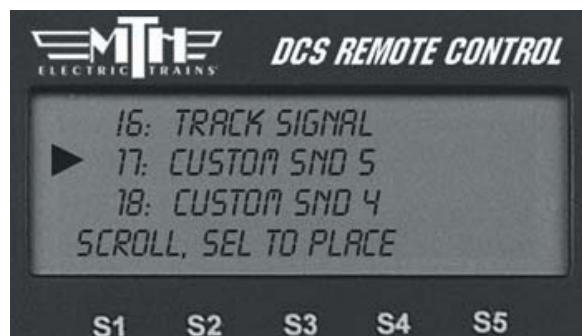 MTH
ELECTRIC TRAINS
DCS REMOTE CONTROL
16: TRACK SIGNAL
17: CUSTOM SND 5
18: CUSTOM SND 4
SCROLL, SEL TO PLACE
S1 S2 S3 S4 S5